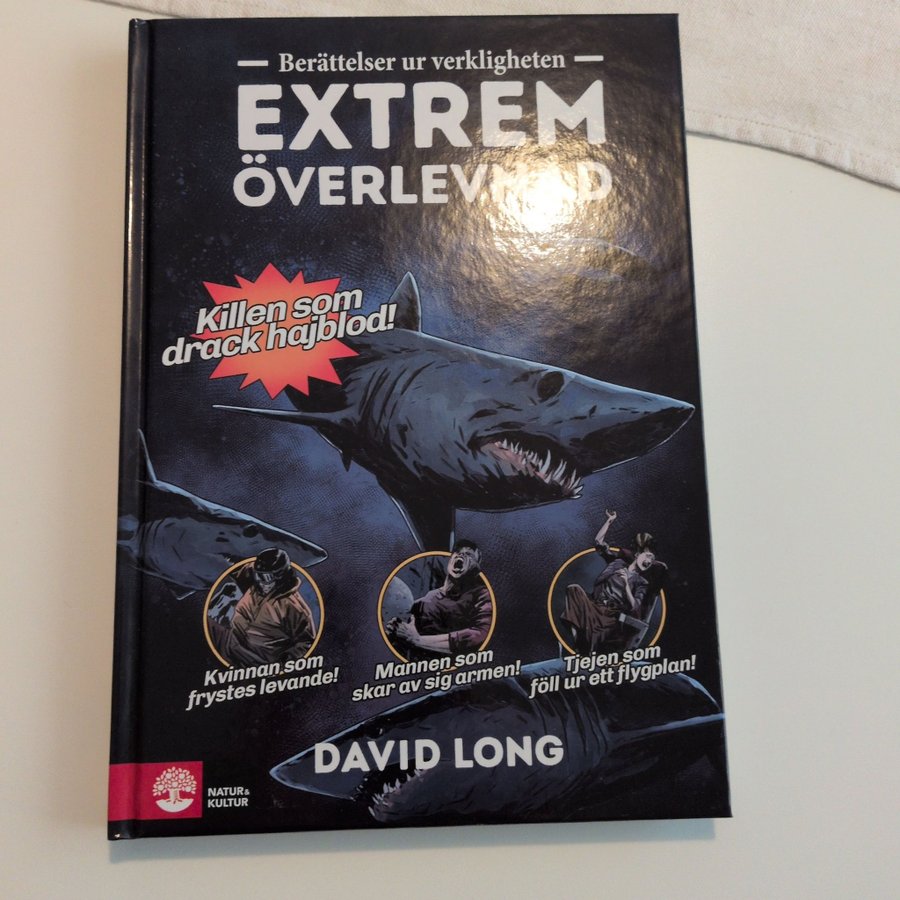 Berättelser ur verkligheten
EXTREM
ÖVERLEVNAD
Killen som
drack hajblod!
Kvinnan som
frystes levande!
Mannen som
skar av sig armen!
Tjejen som
föll ur ett flygplan!
DAVID LONG
NATUR&
KULTUR